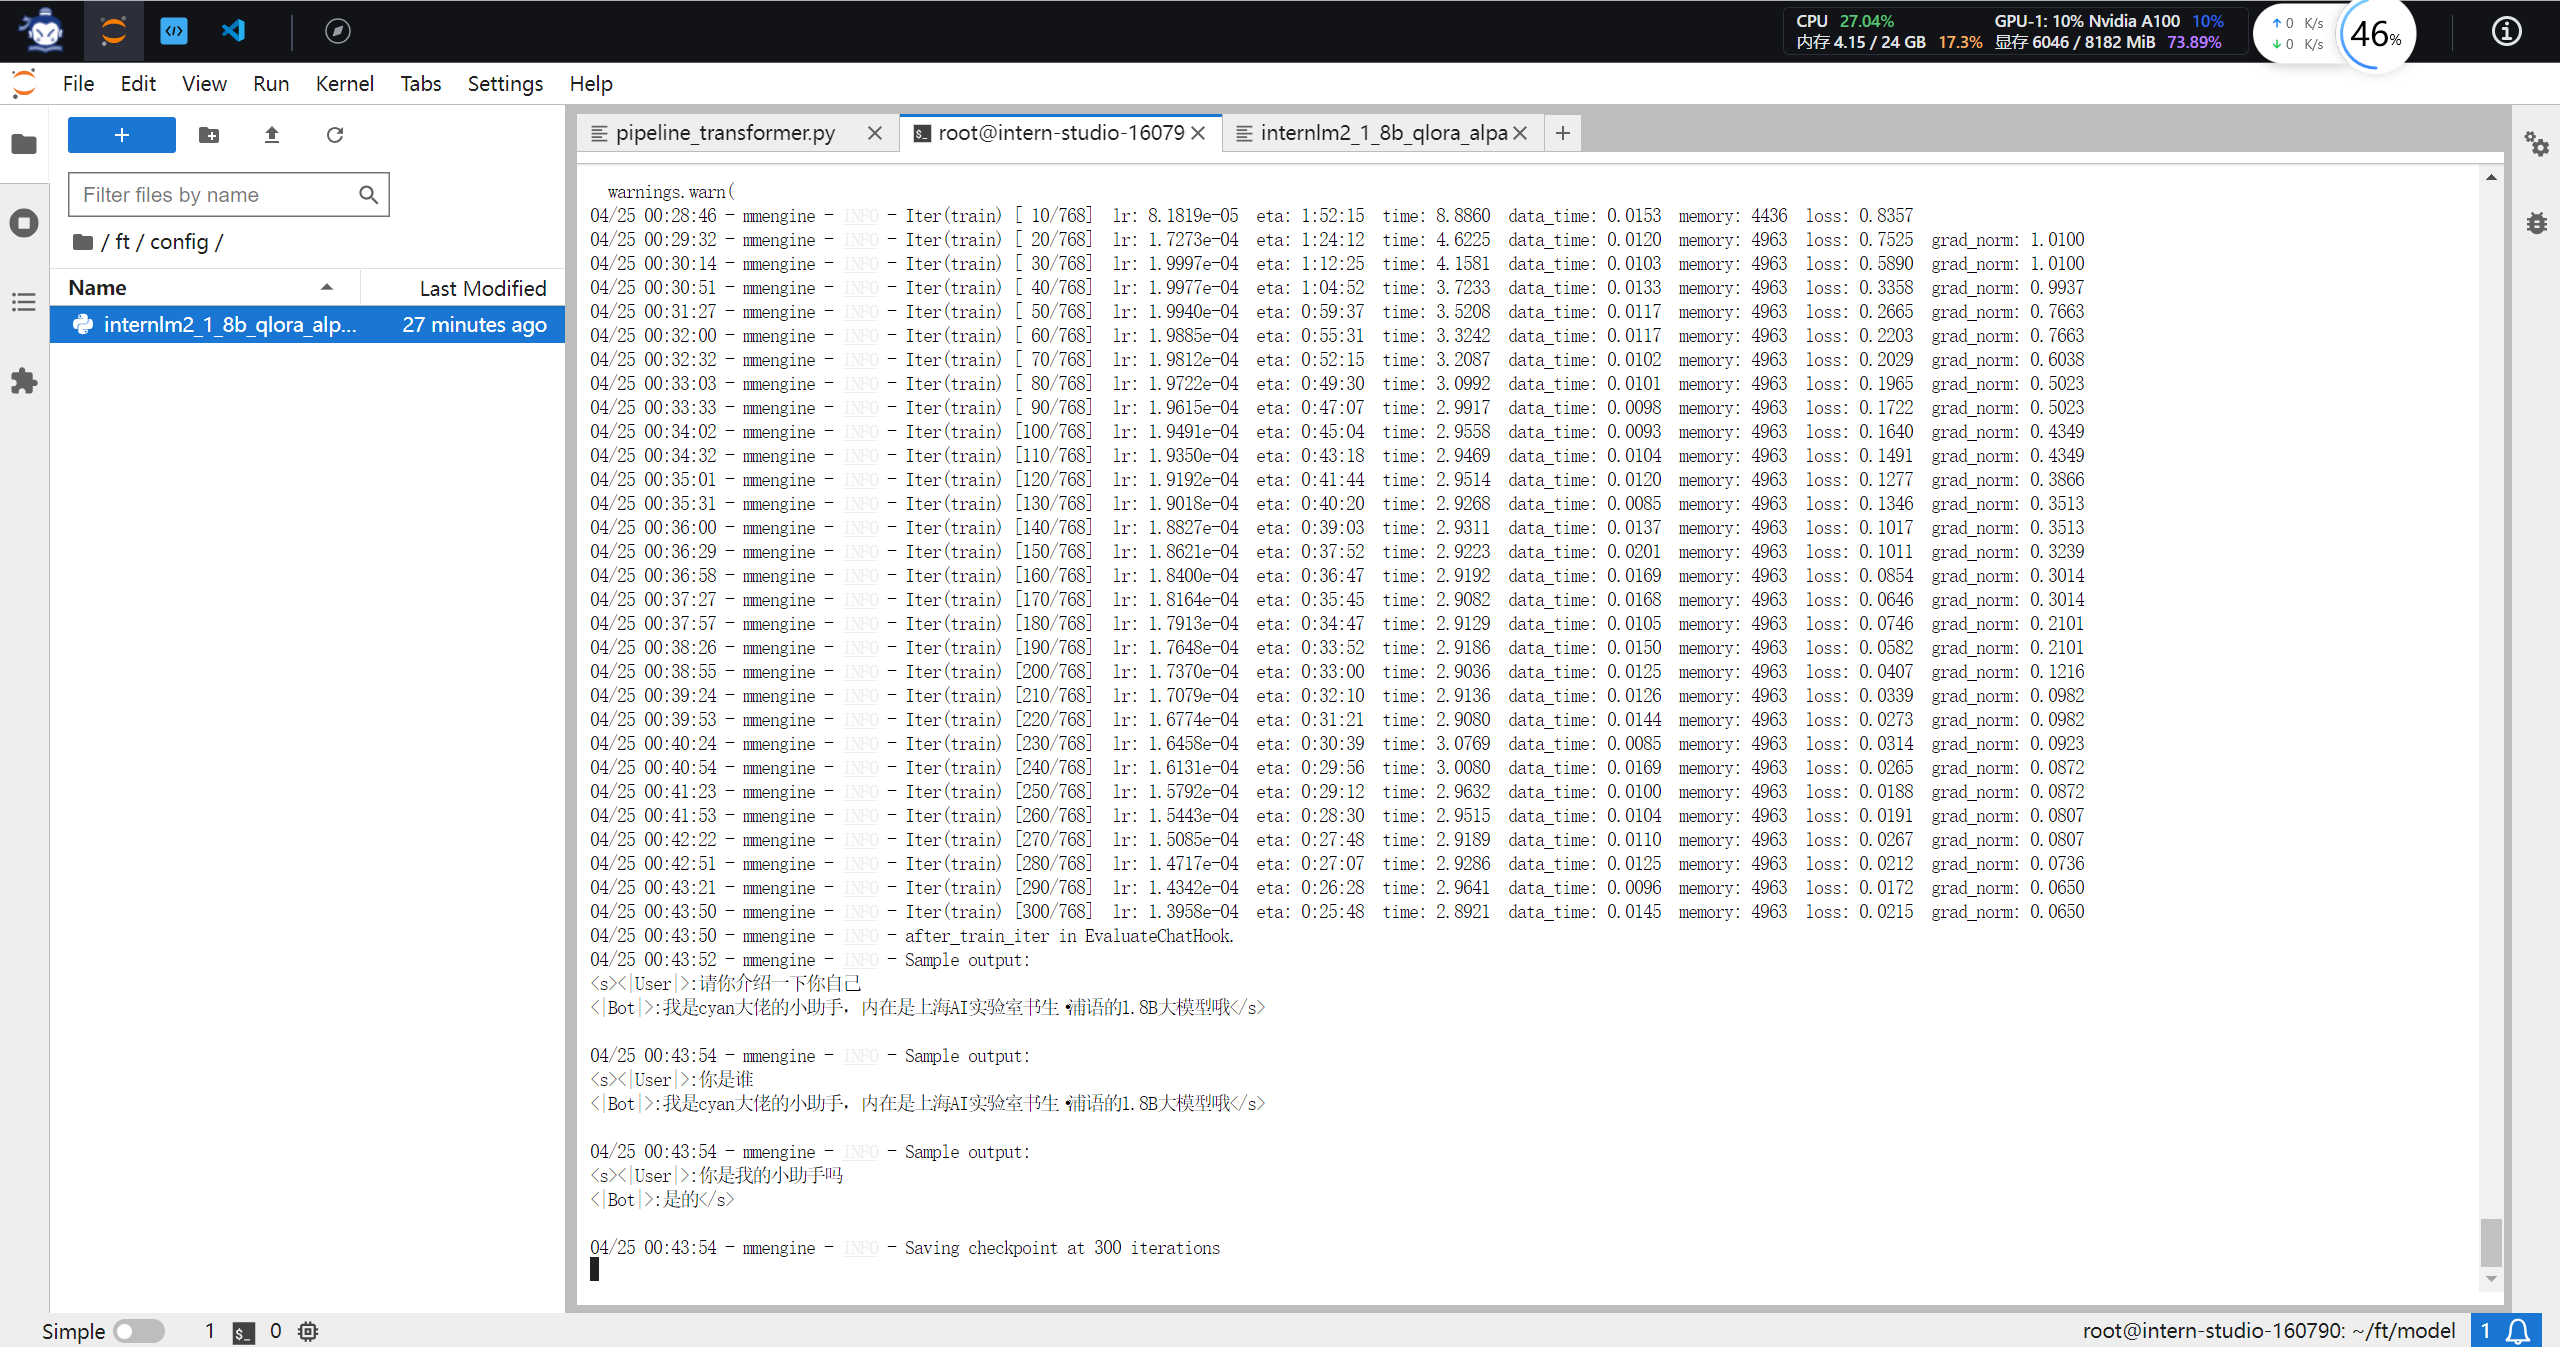 CPU 27.04% GPU-1: 10% Nvidia A100 10%
内存 4.15 / 24 GB 17.3% 显存 6046 / 8182 MiB 73.89%
↑ 0 K/s
↓ 0 K/s
46%
File Edit View Run Kernel Tabs Settings Help
pipeline_transformer.py
root@intern-studio-16079
internlm2_1_8b_qlora_alpa
Filter files by name
/ ft / config /
Name Last Modified
internlm2_1_8b_qlora_alp... 27 minutes ago
warnings.warn(
04/25 00:28:46 - mmengine - INFO - Iter(train) [ 10/768] lr: 8.1819e-05 eta: 1:52:15 time: 8.8860 data_time: 0.0153 memory: 4436 loss: 0.8357
04/25 00:29:32 - mmengine - INFO - Iter(train) [ 20/768] lr: 1.7273e-04 eta: 1:24:12 time: 4.6225 data_time: 0.0120 memory: 4963 loss: 0.7525 grad_norm: 1.0100
04/25 00:30:14 - mmengine - INFO - Iter(train) [ 30/768] lr: 1.9997e-04 eta: 1:12:25 time: 4.1581 data_time: 0.0103 memory: 4963 loss: 0.5890 grad_norm: 1.0100
04/25 00:30:51 - mmengine - INFO - Iter(train) [ 40/768] lr: 1.9977e-04 eta: 1:04:52 time: 3.7233 data_time: 0.0133 memory: 4963 loss: 0.3358 grad_norm: 0.9937
04/25 00:31:27 - mmengine - INFO - Iter(train) [ 50/768] lr: 1.9940e-04 eta: 0:59:37 time: 3.5208 data_time: 0.0117 memory: 4963 loss: 0.2665 grad_norm: 0.7663
04/25 00:32:00 - mmengine - INFO - Iter(train) [ 60/768] lr: 1.9885e-04 eta: 0:55:31 time: 3.3242 data_time: 0.0117 memory: 4963 loss: 0.2203 grad_norm: 0.7663
04/25 00:32:32 - mmengine - INFO - Iter(train) [ 70/768] lr: 1.9812e-04 eta: 0:52:15 time: 3.2087 data_time: 0.0102 memory: 4963 loss: 0.2029 grad_norm: 0.6038
04/25 00:33:03 - mmengine - INFO - Iter(train) [ 80/768] lr: 1.9722e-04 eta: 0:49:30 time: 3.0992 data_time: 0.0101 memory: 4963 loss: 0.1965 grad_norm: 0.5023
04/25 00:33:33 - mmengine - INFO - Iter(train) [ 90/768] lr: 1.9615e-04 eta: 0:47:07 time: 2.9917 data_time: 0.0098 memory: 4963 loss: 0.1722 grad_norm: 0.5023
04/25 00:34:02 - mmengine - INFO - Iter(train) [100/768] lr: 1.9491e-04 eta: 0:45:04 time: 2.9558 data_time: 0.0093 memory: 4963 loss: 0.1640 grad_norm: 0.4349
04/25 00:34:32 - mmengine - INFO - Iter(train) [110/768] lr: 1.9350e-04 eta: 0:43:18 time: 2.9469 data_time: 0.0104 memory: 4963 loss: 0.1491 grad_norm: 0.4349
04/25 00:35:01 - mmengine - INFO - Iter(train) [120/768] lr: 1.9192e-04 eta: 0:41:44 time: 2.9514 data_time: 0.0120 memory: 4963 loss: 0.1277 grad_norm: 0.3866
04/25 00:35:31 - mmengine - INFO - Iter(train) [130/768] lr: 1.9018e-04 eta: 0:40:20 time: 2.9268 data_time: 0.0085 memory: 4963 loss: 0.1346 grad_norm: 0.3513
04/25 00:36:00 - mmengine - INFO - Iter(train) [140/768] lr: 1.8827e-04 eta: 0:39:03 time: 2.9311 data_time: 0.0137 memory: 4963 loss: 0.1017 grad_norm: 0.3513
04/25 00:36:29 - mmengine - INFO - Iter(train) [150/768] lr: 1.8621e-04 eta: 0:37:52 time: 2.9223 data_time: 0.0201 memory: 4963 loss: 0.1011 grad_norm: 0.3239
04/25 00:36:58 - mmengine - INFO - Iter(train) [160/768] lr: 1.8400e-04 eta: 0:36:47 time: 2.9192 data_time: 0.0169 memory: 4963 loss: 0.0854 grad_norm: 0.3014
04/25 00:37:27 - mmengine - INFO - Iter(train) [170/768] lr: 1.8164e-04 eta: 0:35:45 time: 2.9082 data_time: 0.0168 memory: 4963 loss: 0.0646 grad_norm: 0.3014
04/25 00:37:57 - mmengine - INFO - Iter(train) [180/768] lr: 1.7913e-04 eta: 0:34:47 time: 2.9129 data_time: 0.0105 memory: 4963 loss: 0.0746 grad_norm: 0.2101
04/25 00:38:26 - mmengine - INFO - Iter(train) [190/768] lr: 1.7648e-04 eta: 0:33:52 time: 2.9186 data_time: 0.0150 memory: 4963 loss: 0.0582 grad_norm: 0.2101
04/25 00:38:55 - mmengine - INFO - Iter(train) [200/768] lr: 1.7370e-04 eta: 0:33:00 time: 2.9036 data_time: 0.0125 memory: 4963 loss: 0.0407 grad_norm: 0.1216
04/25 00:39:24 - mmengine - INFO - Iter(train) [210/768] lr: 1.7079e-04 eta: 0:32:10 time: 2.9136 data_time: 0.0126 memory: 4963 loss: 0.0339 grad_norm: 0.0982
04/25 00:39:53 - mmengine - INFO - Iter(train) [220/768] lr: 1.6774e-04 eta: 0:31:21 time: 2.9080 data_time: 0.0144 memory: 4963 loss: 0.0273 grad_norm: 0.0982
04/25 00:40:24 - mmengine - INFO - Iter(train) [230/768] lr: 1.6458e-04 eta: 0:30:39 time: 3.0769 data_time: 0.0085 memory: 4963 loss: 0.0314 grad_norm: 0.0923
04/25 00:40:54 - mmengine - INFO - Iter(train) [240/768] lr: 1.6131e-04 eta: 0:29:56 time: 3.0080 data_time: 0.0169 memory: 4963 loss: 0.0265 grad_norm: 0.0872
04/25 00:41:23 - mmengine - INFO - Iter(train) [250/768] lr: 1.5792e-04 eta: 0:29:12 time: 2.9632 data_time: 0.0100 memory: 4963 loss: 0.0188 grad_norm: 0.0872
04/25 00:41:53 - mmengine - INFO - Iter(train) [260/768] lr: 1.5443e-04 eta: 0:28:30 time: 2.9515 data_time: 0.0104 memory: 4963 loss: 0.0191 grad_norm: 0.0807
04/25 00:42:22 - mmengine - INFO - Iter(train) [270/768] lr: 1.5085e-04 eta: 0:27:48 time: 2.9189 data_time: 0.0110 memory: 4963 loss: 0.0267 grad_norm: 0.0807
04/25 00:42:51 - mmengine - INFO - Iter(train) [280/768] lr: 1.4717e-04 eta: 0:27:07 time: 2.9286 data_time: 0.0125 memory: 4963 loss: 0.0212 grad_norm: 0.0736
04/25 00:43:21 - mmengine - INFO - Iter(train) [290/768] lr: 1.4342e-04 eta: 0:26:28 time: 2.9641 data_time: 0.0096 memory: 4963 loss: 0.0172 grad_norm: 0.0650
04/25 00:43:50 - mmengine - INFO - Iter(train) [300/768] lr: 1.3958e-04 eta: 0:25:48 time: 2.8921 data_time: 0.0145 memory: 4963 loss: 0.0215 grad_norm: 0.0650
04/25 00:43:50 - mmengine - INFO - after_train_iter in EvaluateChatHook.
04/25 00:43:52 - mmengine - INFO - Sample output:
<s><|User|>:请你介绍一下你自己
<|Bot|>:我是cyan大佬的小助手，内在是上海AI实验室书生·浦语的1.8B大模型哦</s>
04/25 00:43:54 - mmengine - INFO - Sample output:
<s><|User|>:你是谁
<|Bot|>:我是cyan大佬的小助手，内在是上海AI实验室书生·浦语的1.8B大模型哦</s>
04/25 00:43:54 - mmengine - INFO - Sample output:
<s><|User|>:你是我的小助手吗
<|Bot|>:是的</s>
04/25 00:43:54 - mmengine - INFO - Saving checkpoint at 300 iterations
Simple 1 0 root@intern-studio-160790: ~/ft/model 1